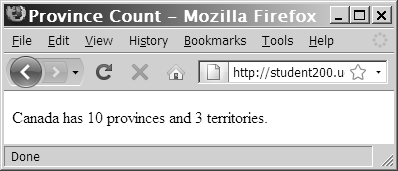 Province Count - Mozilla Firefox
File Edit View History Bookmarks Tools Help
http://student200.u
Canada has 10 provinces and 3 territories.
Done